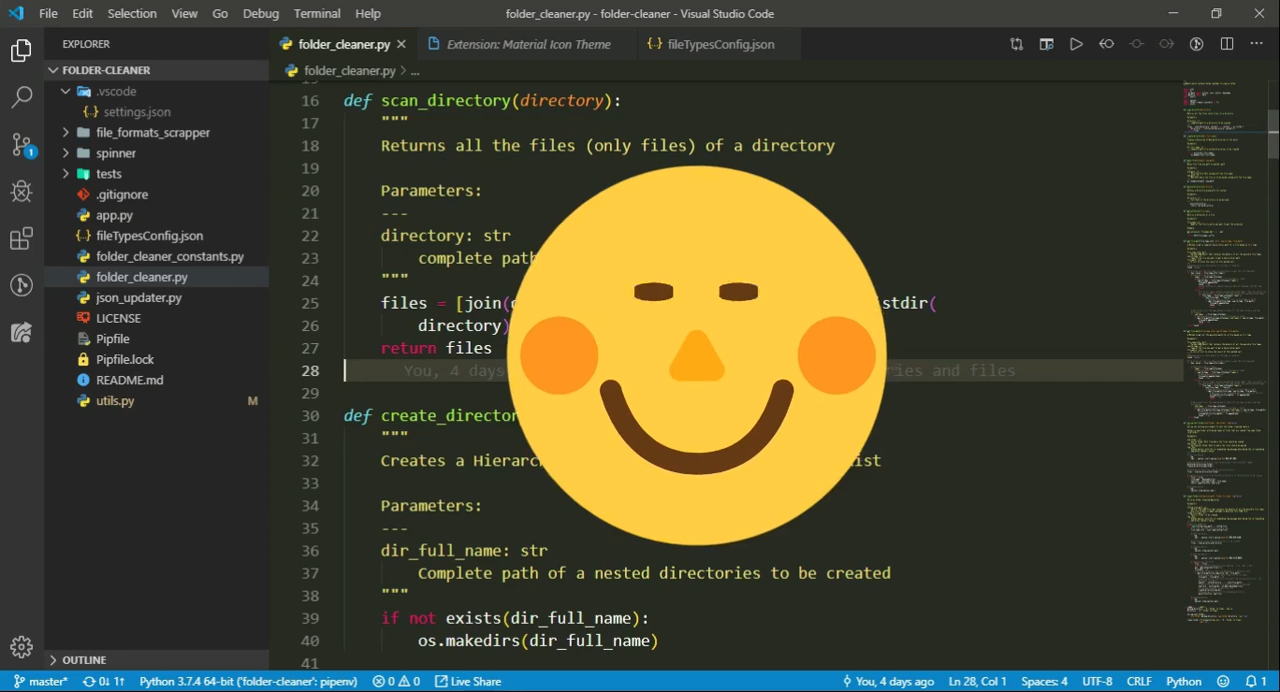 File Edit Selection View Go Debug Terminal Help
folder_cleaner.py - folder-cleaner - Visual Studio Code
EXPLORER
FOLDER-CLEANER
.vscode
settings.json
file_formats_scrapper
spinner
tests
.gitignore
app.py
fileTypesConfig.json
folder_cleaner_constants.py
folder_cleaner.py
json_updater.py
LICENSE
Pipfile
Pipfile.lock
README.md
utils.py M
OUTLINE
1
folder_cleaner.py Extension: Material Icon Theme fileTypesConfig.json
folder_cleaner.py > ...
16 def scan_directory(directory):
17 """
18 Returns all the files (only files) of a directory
19
20 Parameters:
21 ---
22 directory: str
23 complete path
24 """
25 files = [join( stdir(
26 directory)
27 return files
28 You, 4 days ries and files
29
30 def create_director
31 """
32 Creates a Hierarch ist
33
34 Parameters:
35 ---
36 dir_full_name: str
37 Complete path of a nested directories to be created
38 """
39 if not exists(dir_full_name):
40 os.makedirs(dir_full_name)
41
master* 0↓ 1↑ Python 3.7.4 64-bit ('folder-cleaner': pipenv) 0 0 Live Share You, 4 days ago Ln 28, Col 1 Spaces: 4 UTF-8 CRLF Python 1